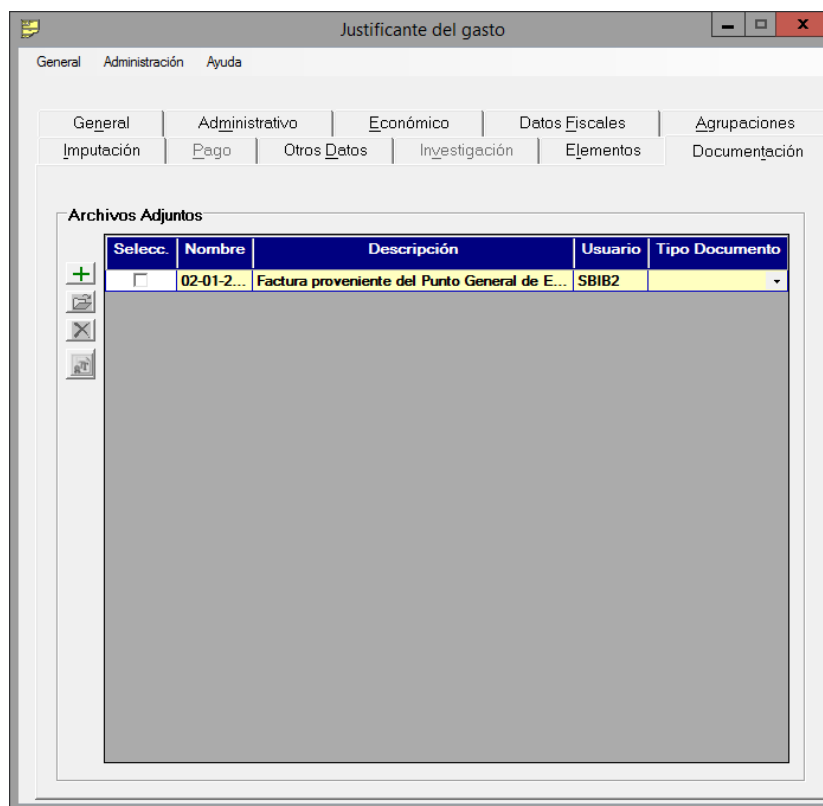 Justificante del gasto
General Administración Ayuda
General Administrativo Económico Datos Fiscales Agrupaciones
Imputación Pago Otros Datos Investigación Elementos Documentación
Archivos Adjuntos
Selecc. Nombre Descripción Usuario Tipo Documento
02-01-2... Factura proveniente del Punto General de E... SBIB2